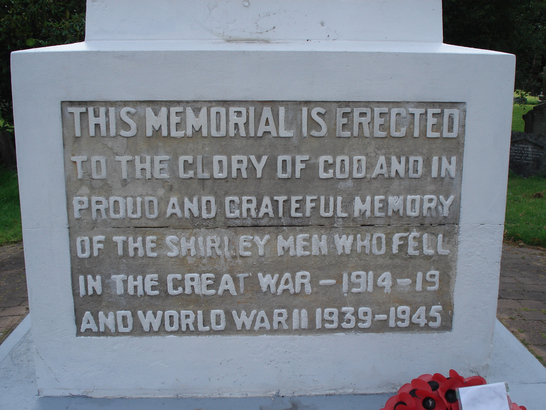 THIS MEMORIAL IS ERECTED
TO THE GLORY OF GOD AND IN
PROUD AND GRATEFUL MEMORY
OF THE SHIRLEY MEN WHO FELL
IN THE GREAT WAR – 1914-19
AND WORLD WAR II 1939-1945